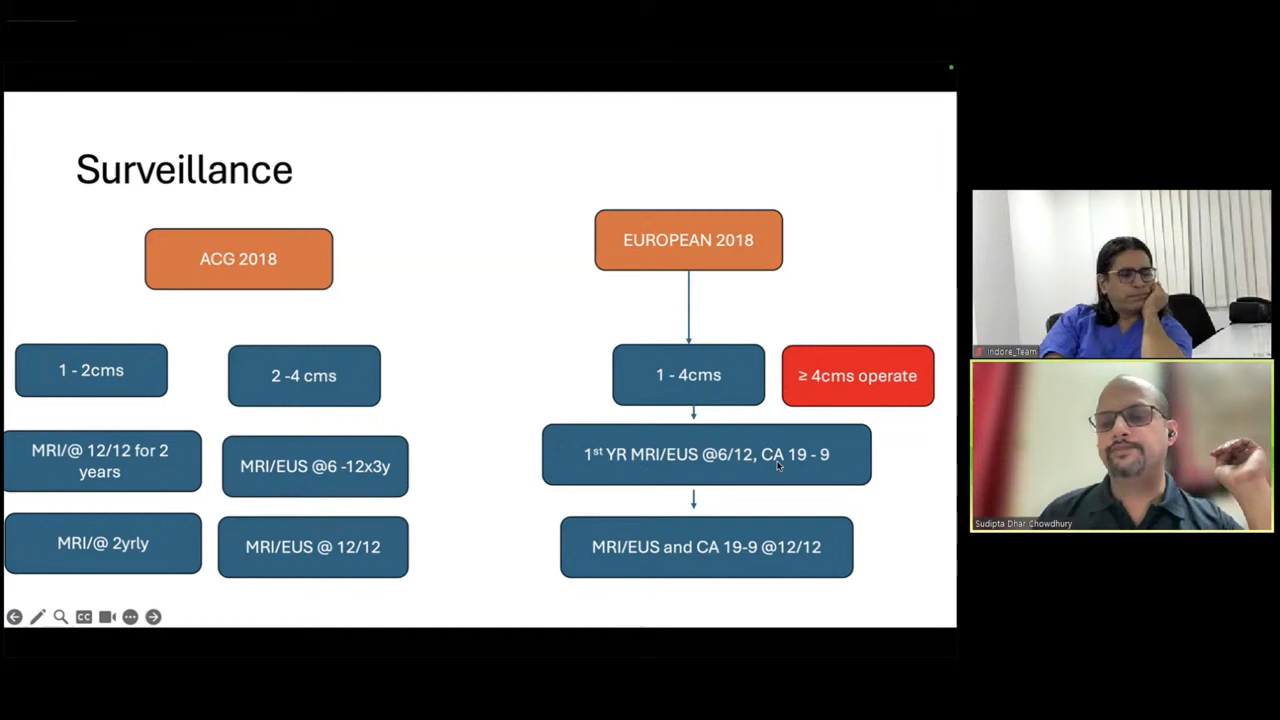 Surveillance
ACG 2018
EUROPEAN 2018
1 - 2cms
2 -4 cms
1 - 4cms
≥ 4cms operate
MRI/@ 12/12 for 2
years
MRI/EUS @6 -12x3y
1st YR MRI/EUS @6/12, CA 19 - 9
MRI/@ 2yrly
MRI/EUS @ 12/12
MRI/EUS and CA 19-9 @12/12
CC
Indore_Team
Sudipta Dhar Chowdhury